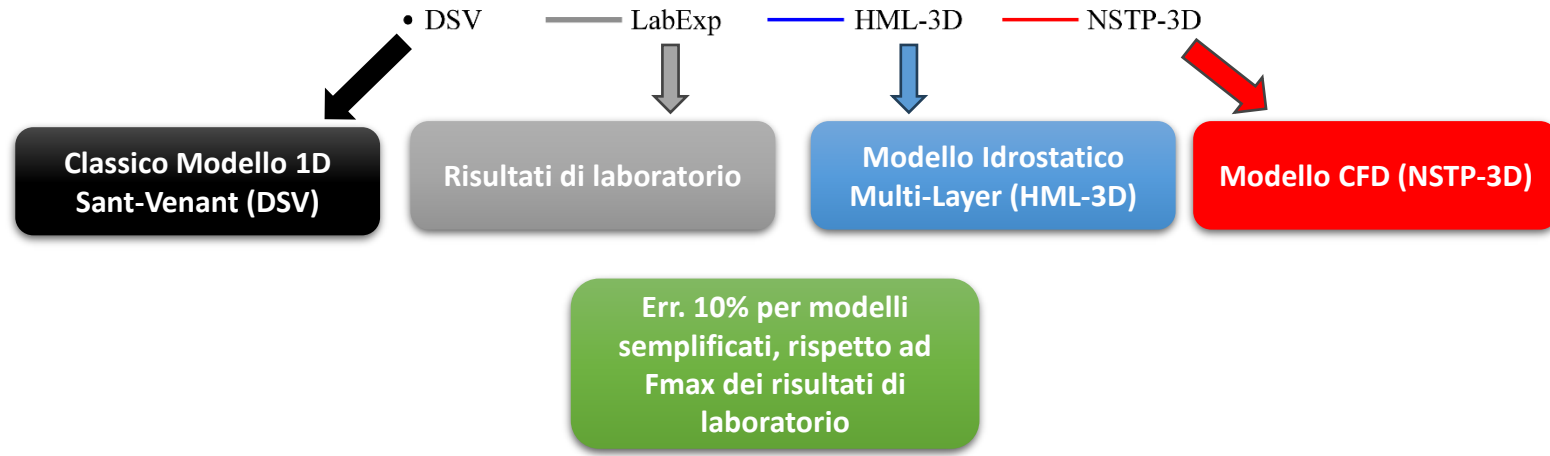 DSV LabExp HML-3D NSTP-3D
Classico Modello 1D
Sant-Venant (DSV)
Risultati di laboratorio
Modello Idrostatico
Multi-Layer (HML-3D)
Modello CFD (NSTP-3D)
Err. 10% per modelli
semplificati, rispetto ad
Fmax dei risultati di
laboratorio